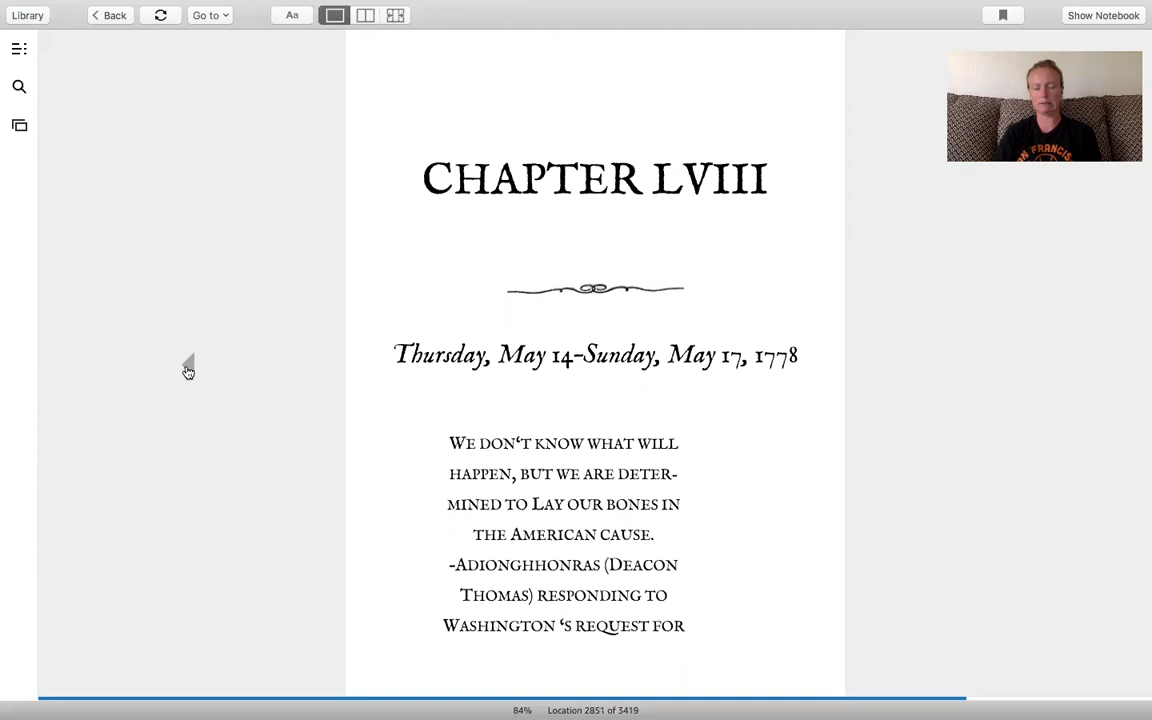 Library
Back
Go to
Aa
Show Notebook
AN FRANCIS
CHAPTER LVIII
Thursday, May 14-Sunday, May 17, 1778
WE DON‘T KNOW WHAT WILL
HAPPEN, BUT WE ARE DETER-
MINED TO LAY OUR BONES IN
THE AMERICAN CAUSE.
-ADIONGHHONRAS (DEACON
THOMAS) RESPONDING TO
WASHINGTON ‘S REQUEST FOR
84% Location 2851 of 3419